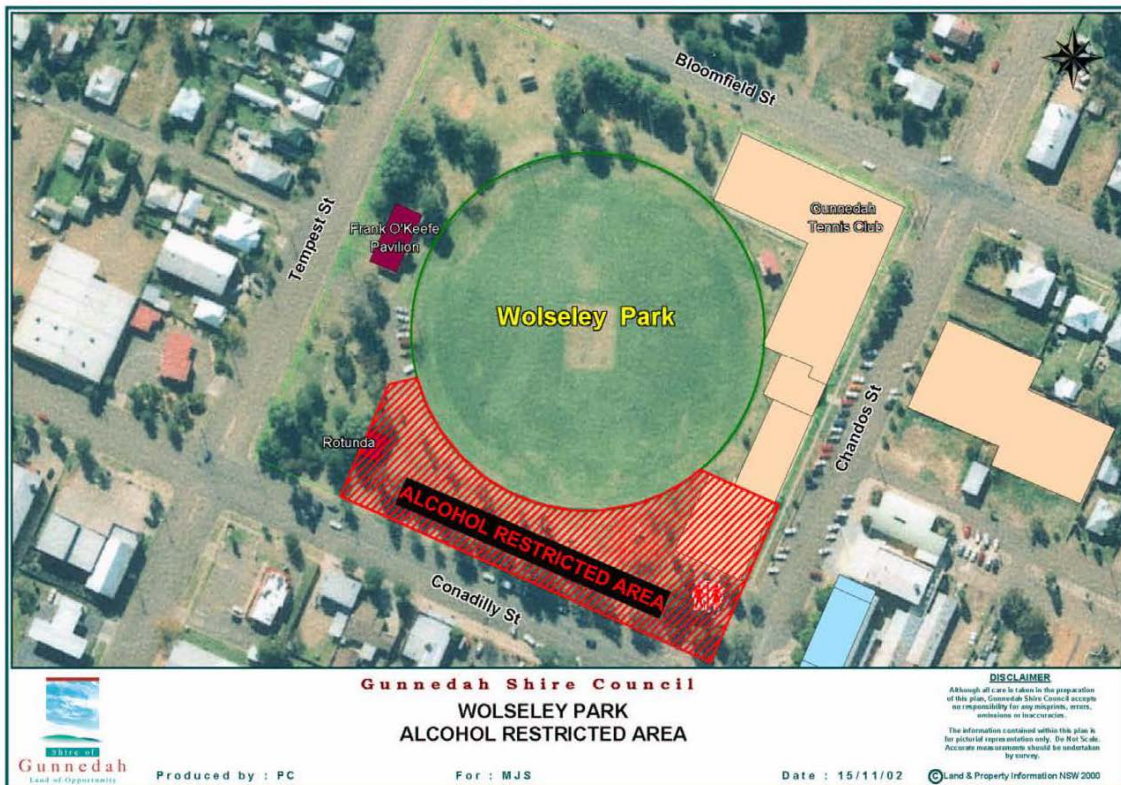 Bloomfield St
Gunnedah
Tennis Club
Frank O'Keefe
Pavilion
Tempest St
Wolseley Park
Chandos St
Rotunda
ALCOHOL RESTRICTED AREA
Conadilly St
Gunnedah Shire Council
WOLSELEY PARK
ALCOHOL RESTRICTED AREA
Shire of
Gunnedah
Land of Opportunity
Produced by : PC
For : MJS
Date : 15/11/02
DISCLAIMER
Although all care is taken in the preparation
of this plan, Gunnedah Shire Council accepts
no responsibility for any misprints, errors,
omissions or inaccuracies.
The information contained within this plan is
for pictorial representation only. Do Not Scale.
Accurate measurements should be undertaken
by survey.
© Land & Property Information NSW 2000